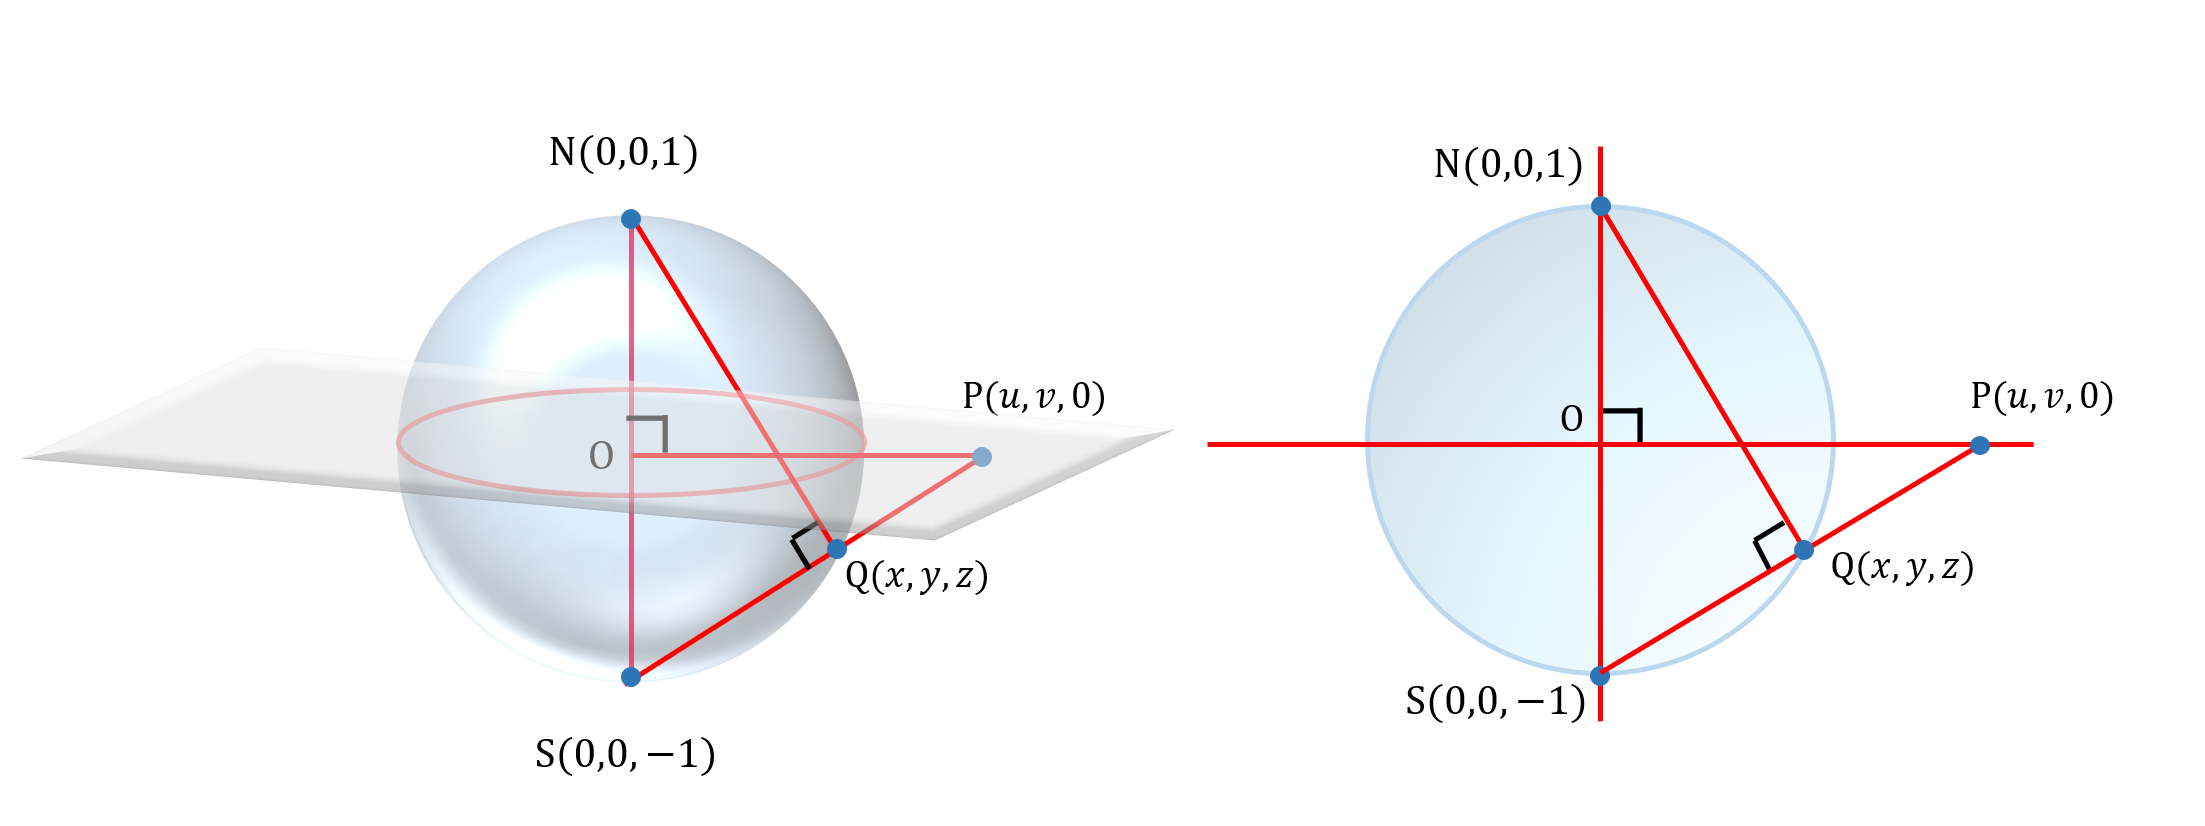 N(0,0,1)
P(u, v, 0)
O
Q(x, y, z)
S(0,0, −1)
N(0,0,1)
P(u, v, 0)
O
Q(x, y, z)
S(0,0, −1)